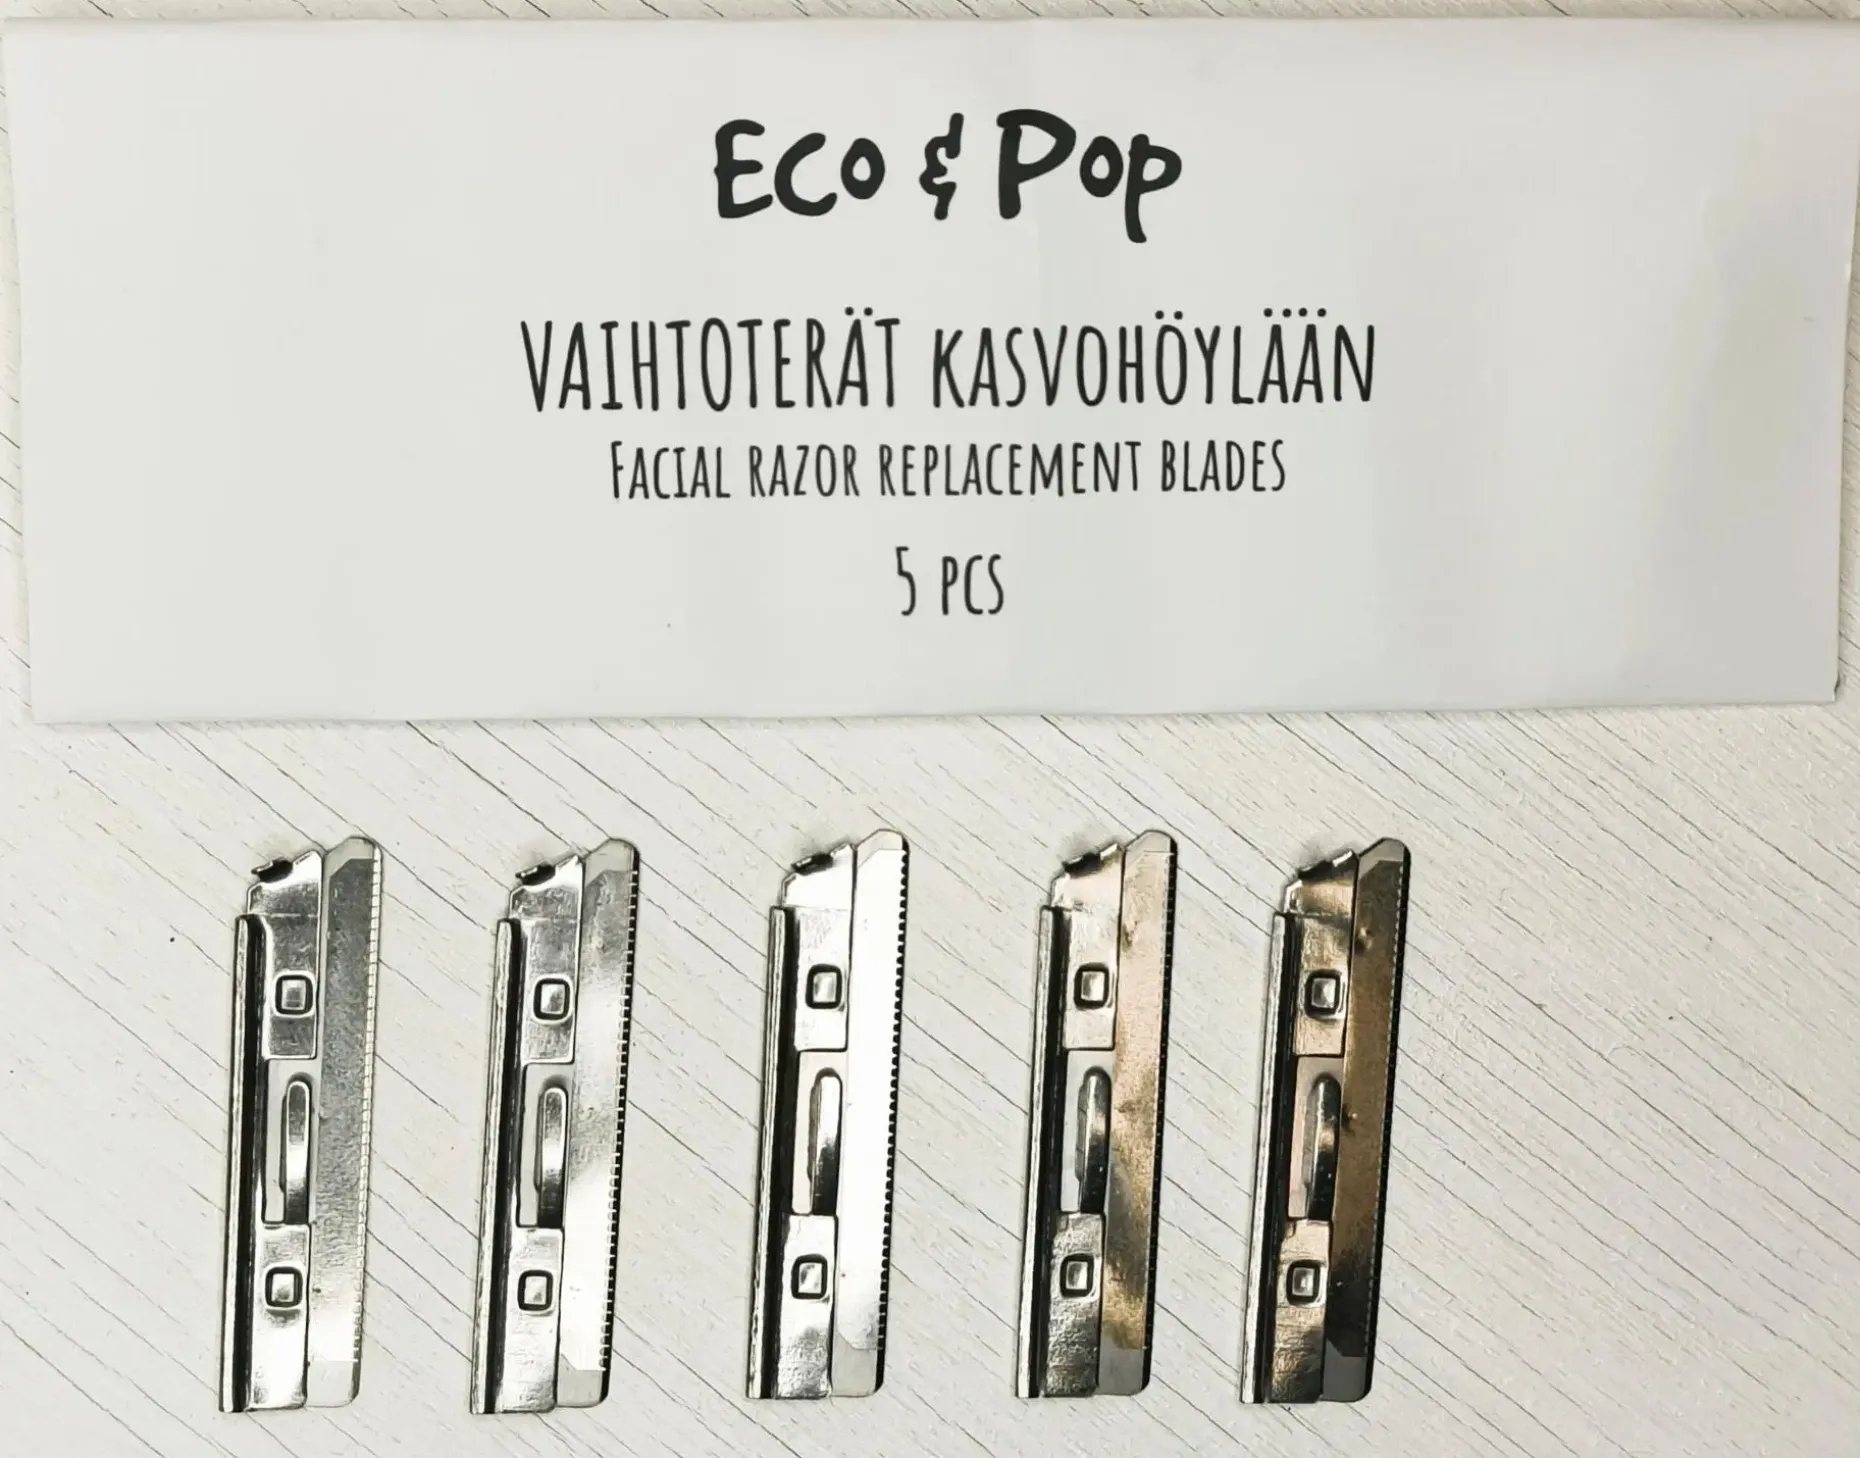 Eco & Pop
VAIHTOTERÄT KASVOHÖYLÄÄN
FACIAL RAZOR REPLACEMENT BLADES
5 PCS